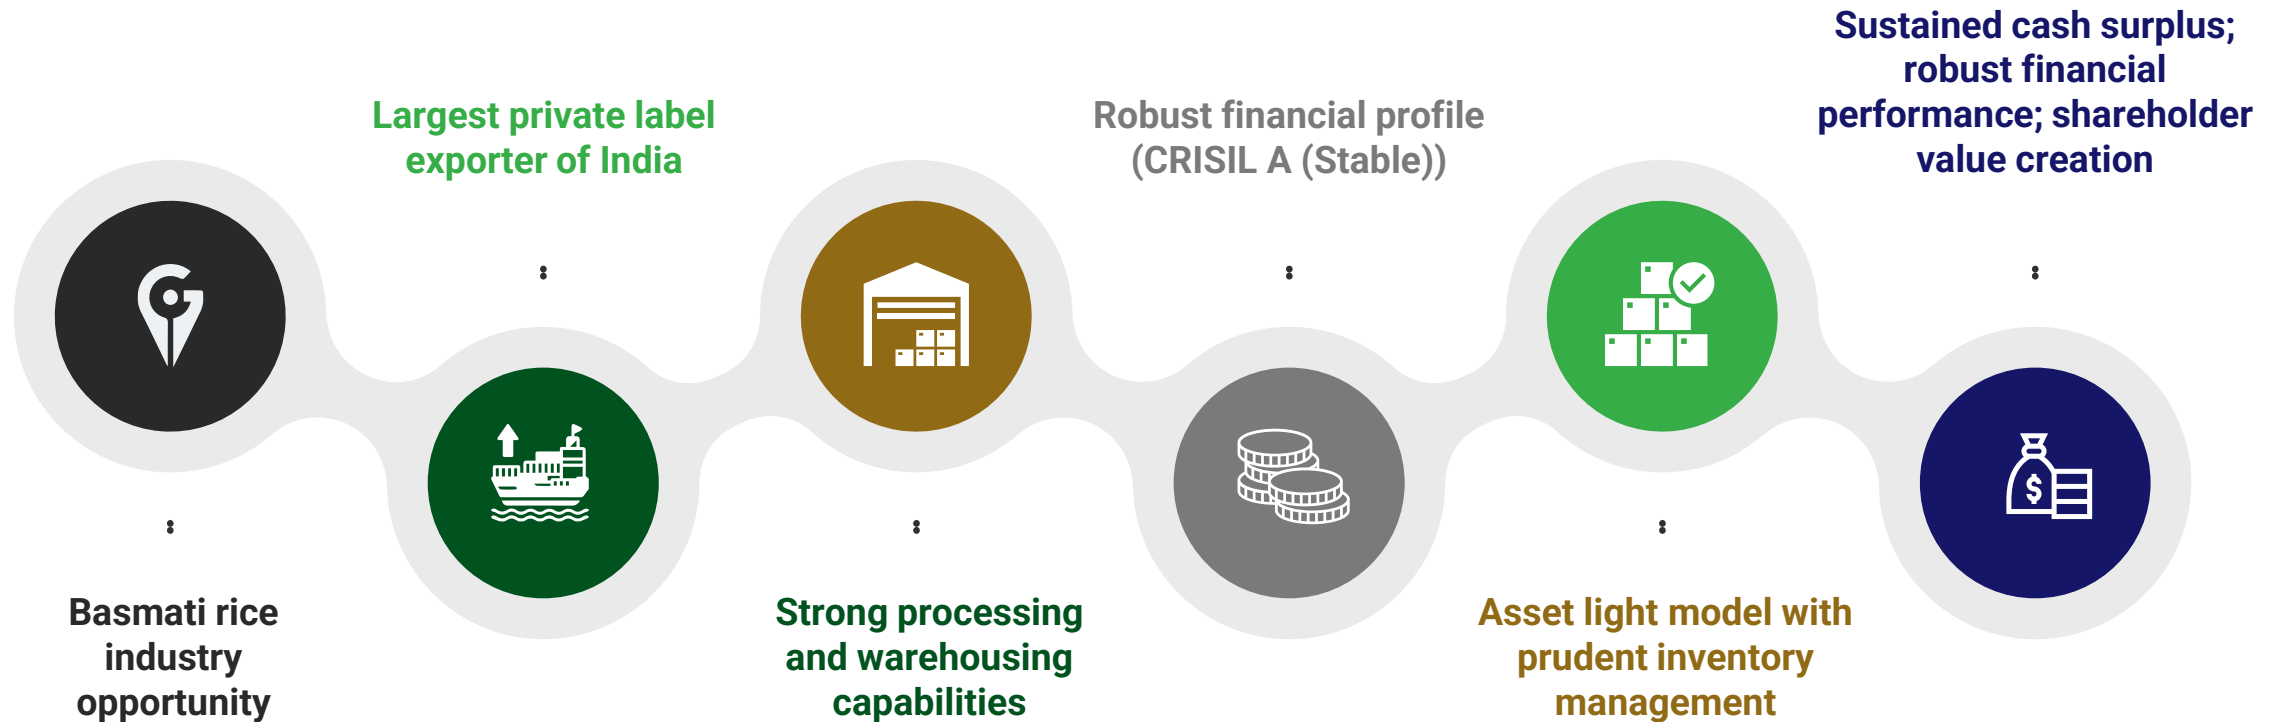 Basmati rice
industry
opportunity
Largest private label
exporter of India
Strong processing
and warehousing
capabilities
Robust financial profile
(CRISIL A (Stable))
Asset light model with
prudent inventory
management
Sustained cash surplus;
robust financial
performance; shareholder
value creation
$